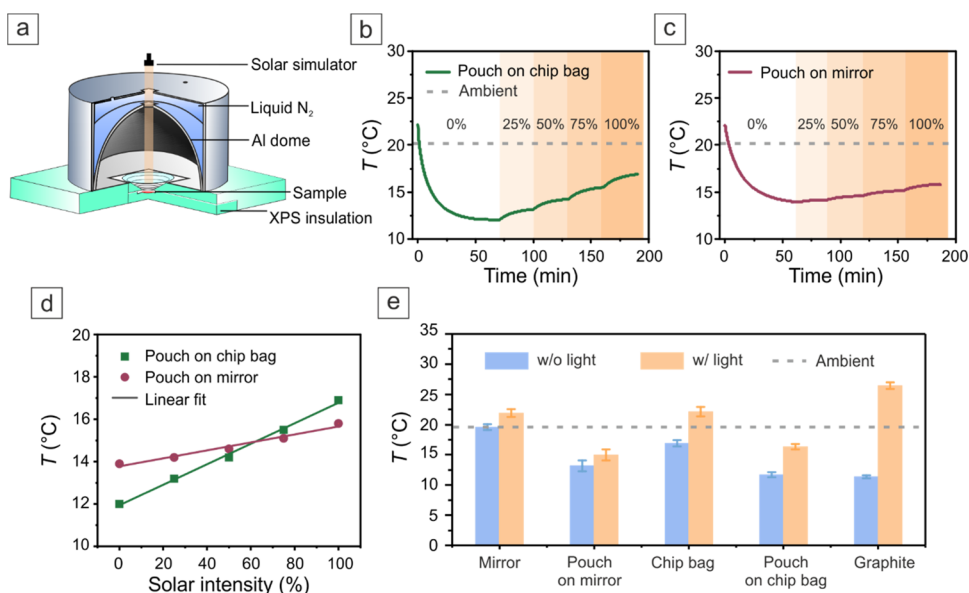 a
Solar simulator
Liquid N₂
Al dome
Sample
XPS insulation
b
30
25
20
15
10
T (°C)
Pouch on chip bag
Ambient
0% 25% 50% 75% 100%
0 50 100 150 200
Time (min)
c
30
25
20
15
10
T (°C)
Pouch on mirror
0% 25% 50% 75% 100%
0 50 100 150 200
Time (min)
d
20
18
16
14
12
10
T (°C)
Pouch on chip bag
Pouch on mirror
Linear fit
0 20 40 60 80 100
Solar intensity (%)
e
35
30
25
20
15
10
5
0
T (°C)
w/o light w/ light Ambient
Mirror Pouch on mirror Chip bag Pouch on chip bag Graphite